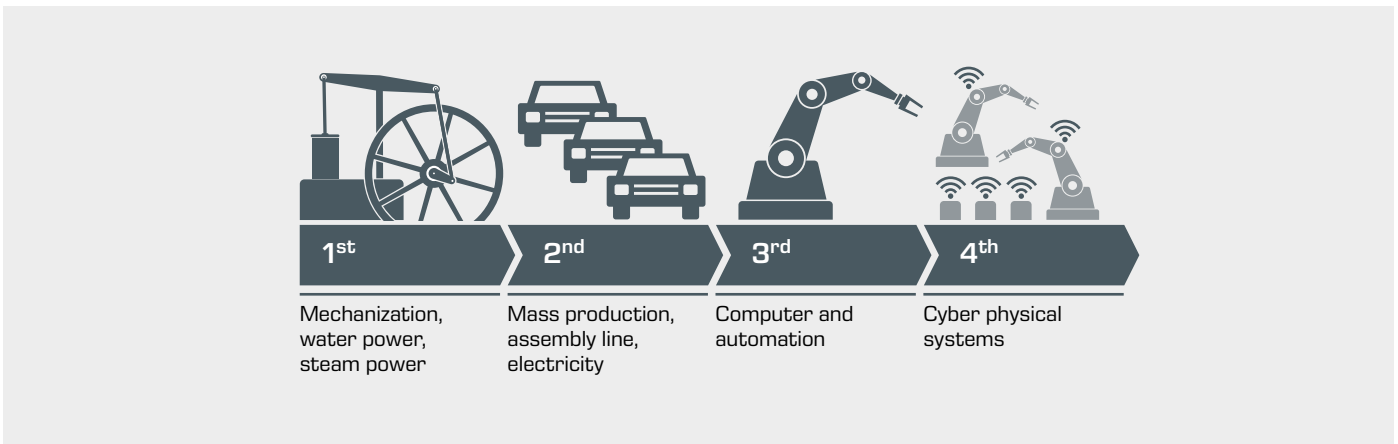 1st
Mechanization,
water power,
steam power
2nd
Mass production,
assembly line,
electricity
3rd
Computer and
automation
4th
Cyber physical
systems